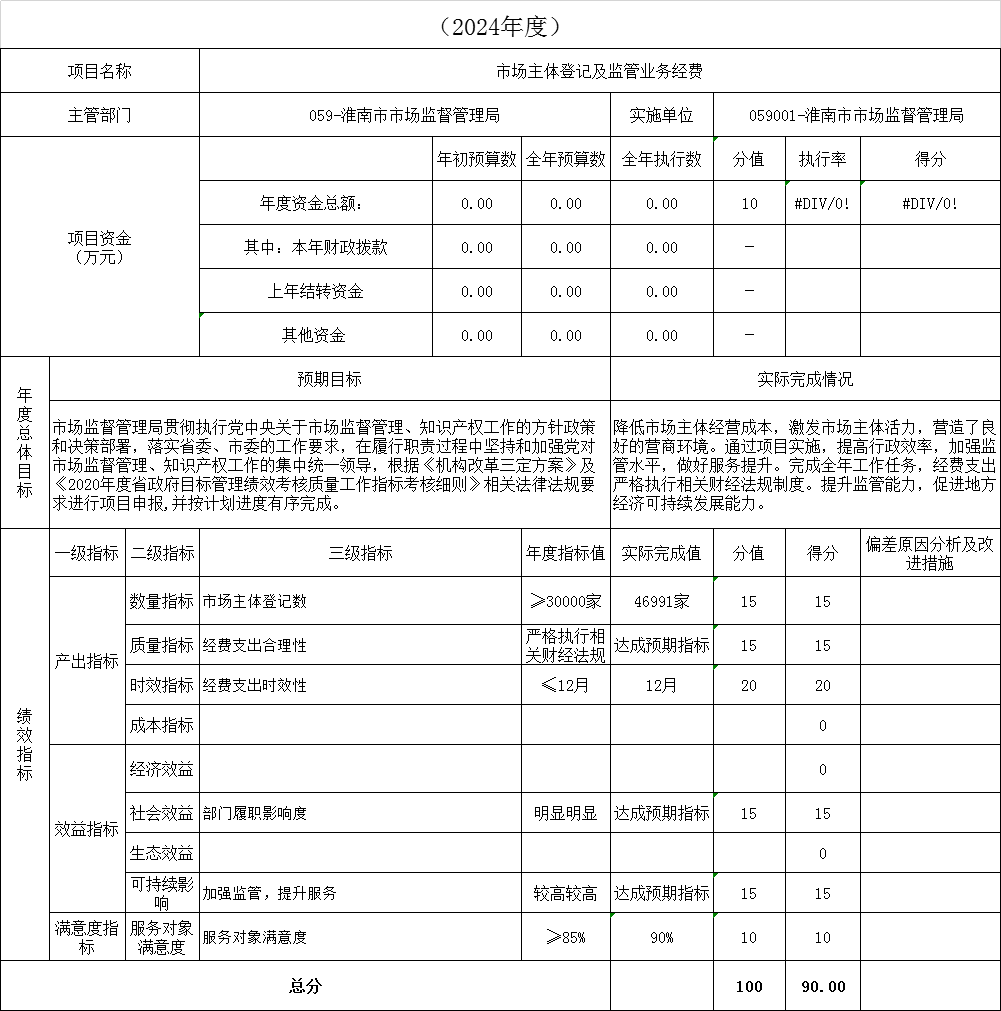 （2024年度）
项目名称 市场主体登记及监管业务经费
主管部门 059-淮南市市场监督管理局 实施单位 059001-淮南市市场监督管理局
项目资金
（万元）
年初预算数 全年预算数 全年执行数 分值 执行率 得分
年度资金总额： 0.00 0.00 0.00 10 #DIV/0! #DIV/0!
其中：本年财政拨款 0.00 0.00 0.00 —
上年结转资金 0.00 0.00 0.00 —
其他资金 0.00 0.00 0.00 —
年度总体目标
预期目标 实际完成情况
市场监督管理局贯彻执行党中央关于市场监督管理、知识产权工作的方针政策
和决策部署，落实省委、市委的工作要求，在履行职责过程中坚持和加强党对
市场监督管理、知识产权工作的集中统一领导，根据《机构改革三定方案》及
《2020年度省政府目标管理绩效考核质量工作指标考核细则》相关法律法规要
求进行项目申报,并按计划进度有序完成。
降低市场主体经营成本，激发市场主体活力，营造了良
好的营商环境。通过项目实施，提高行政效率，加强监
管水平，做好服务提升。完成全年工作任务，经费支出
严格执行相关财经法规制度。提升监管能力，促进地方
经济可持续发展能力。
绩效指标
一级指标 二级指标 三级指标 年度指标值 实际完成值 分值 得分 偏差原因分析及改
进措施
产出指标
数量指标 市场主体登记数 ≥30000家 46991家 15 15
质量指标 经费支出合理性 严格执行相
关财经法规 达成预期指标 15 15
时效指标 经费支出时效性 ≤12月 12月 20 20
成本指标 0
效益指标
经济效益 0
社会效益 部门履职影响度 明显明显 达成预期指标 15 15
生态效益 0
可持续影
响 加强监管，提升服务 较高较高 达成预期指标 15 15
满意度指
标 服务对象
满意度 服务对象满意度 ≥85% 90% 10 10
总分 100 90.00